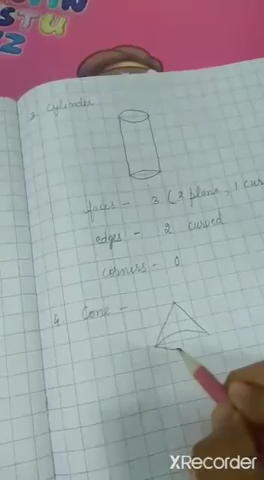 3 Cylinder
faces - 3 ( 2 plane, 1 cur
edges - 2 curved
corners - 0
4 Cone -
XRecorder